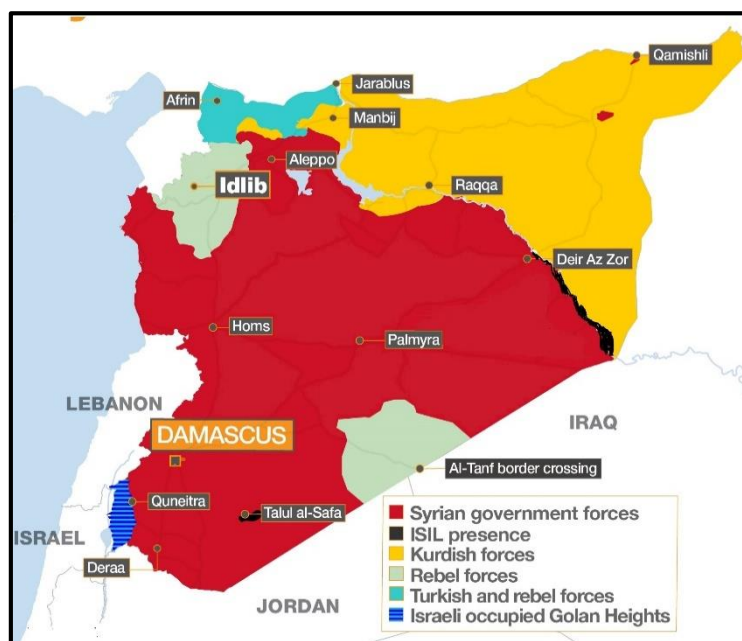 Qamishli
Jarablus
Afrin
Manbij
Aleppo
Idlib
Raqqa
Deir Az Zor
Homs
Palmyra
LEBANON
IRAQ
DAMASCUS
Al-Tanf border crossing
Quneitra
Talul al-Safa
ISRAEL
Deraa
JORDAN
Syrian government forces
ISIL presence
Kurdish forces
Rebel forces
Turkish and rebel forces
Israeli occupied Golan Heights